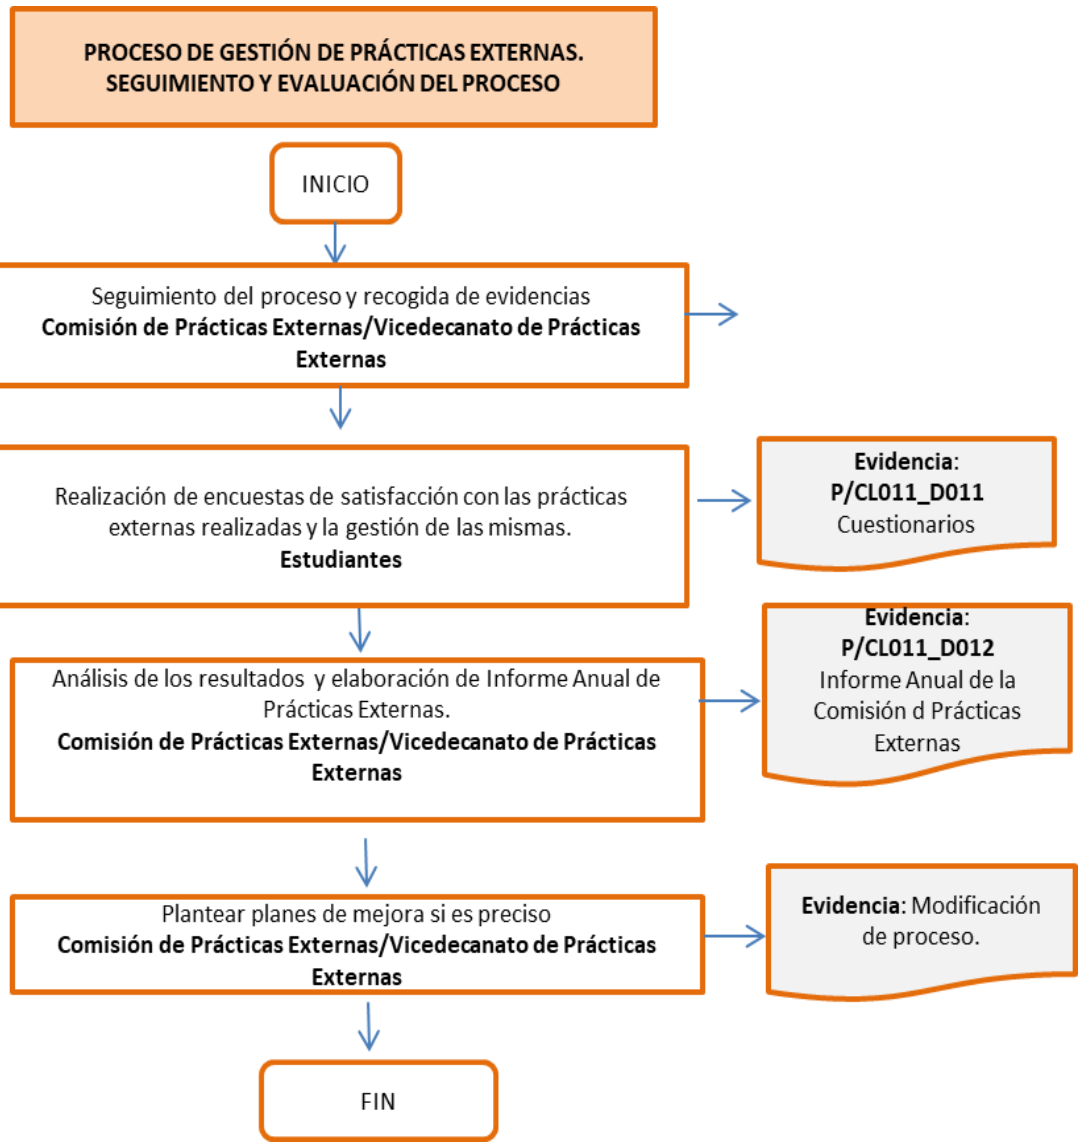 PROCESO DE GESTIÓN DE PRÁCTICAS EXTERNAS.
SEGUIMIENTO Y EVALUACIÓN DEL PROCESO
INICIO
Seguimiento del proceso y recogida de evidencias
Comisión de Prácticas Externas/Vicedecanato de Prácticas
Externas
Realización de encuestas de satisfacción con las prácticas
externas realizadas y la gestión de las mismas.
Estudiantes
Evidencia:
P/CL011_D011
Cuestionarios
Análisis de los resultados y elaboración de Informe Anual de
Prácticas Externas.
Comisión de Prácticas Externas/Vicedecanato de Prácticas
Externas
Evidencia:
P/CL011_D012
Informe Anual de la
Comisión d Prácticas
Externas
Plantear planes de mejora si es preciso
Comisión de Prácticas Externas/Vicedecanato de Prácticas
Externas
Evidencia: Modificación
de proceso.
FIN